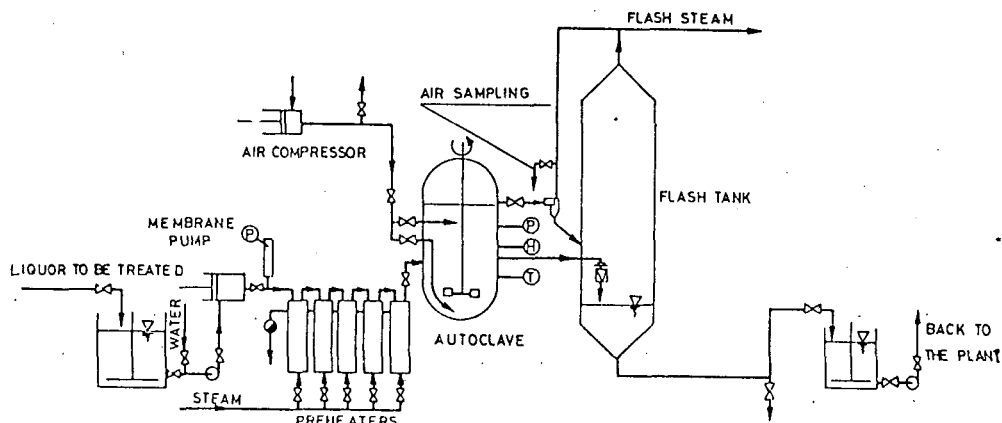 FLASH STEAM
AIR SAMPLING
AIR COMPRESSOR
FLASH TANK
MEMBRANE
PUMP
P
P
H
T
LIQUOR TO BE TREATED
WATER
AUTOCLAVE
BACK TO
THE PLANT
STEAM
PREHEATERS